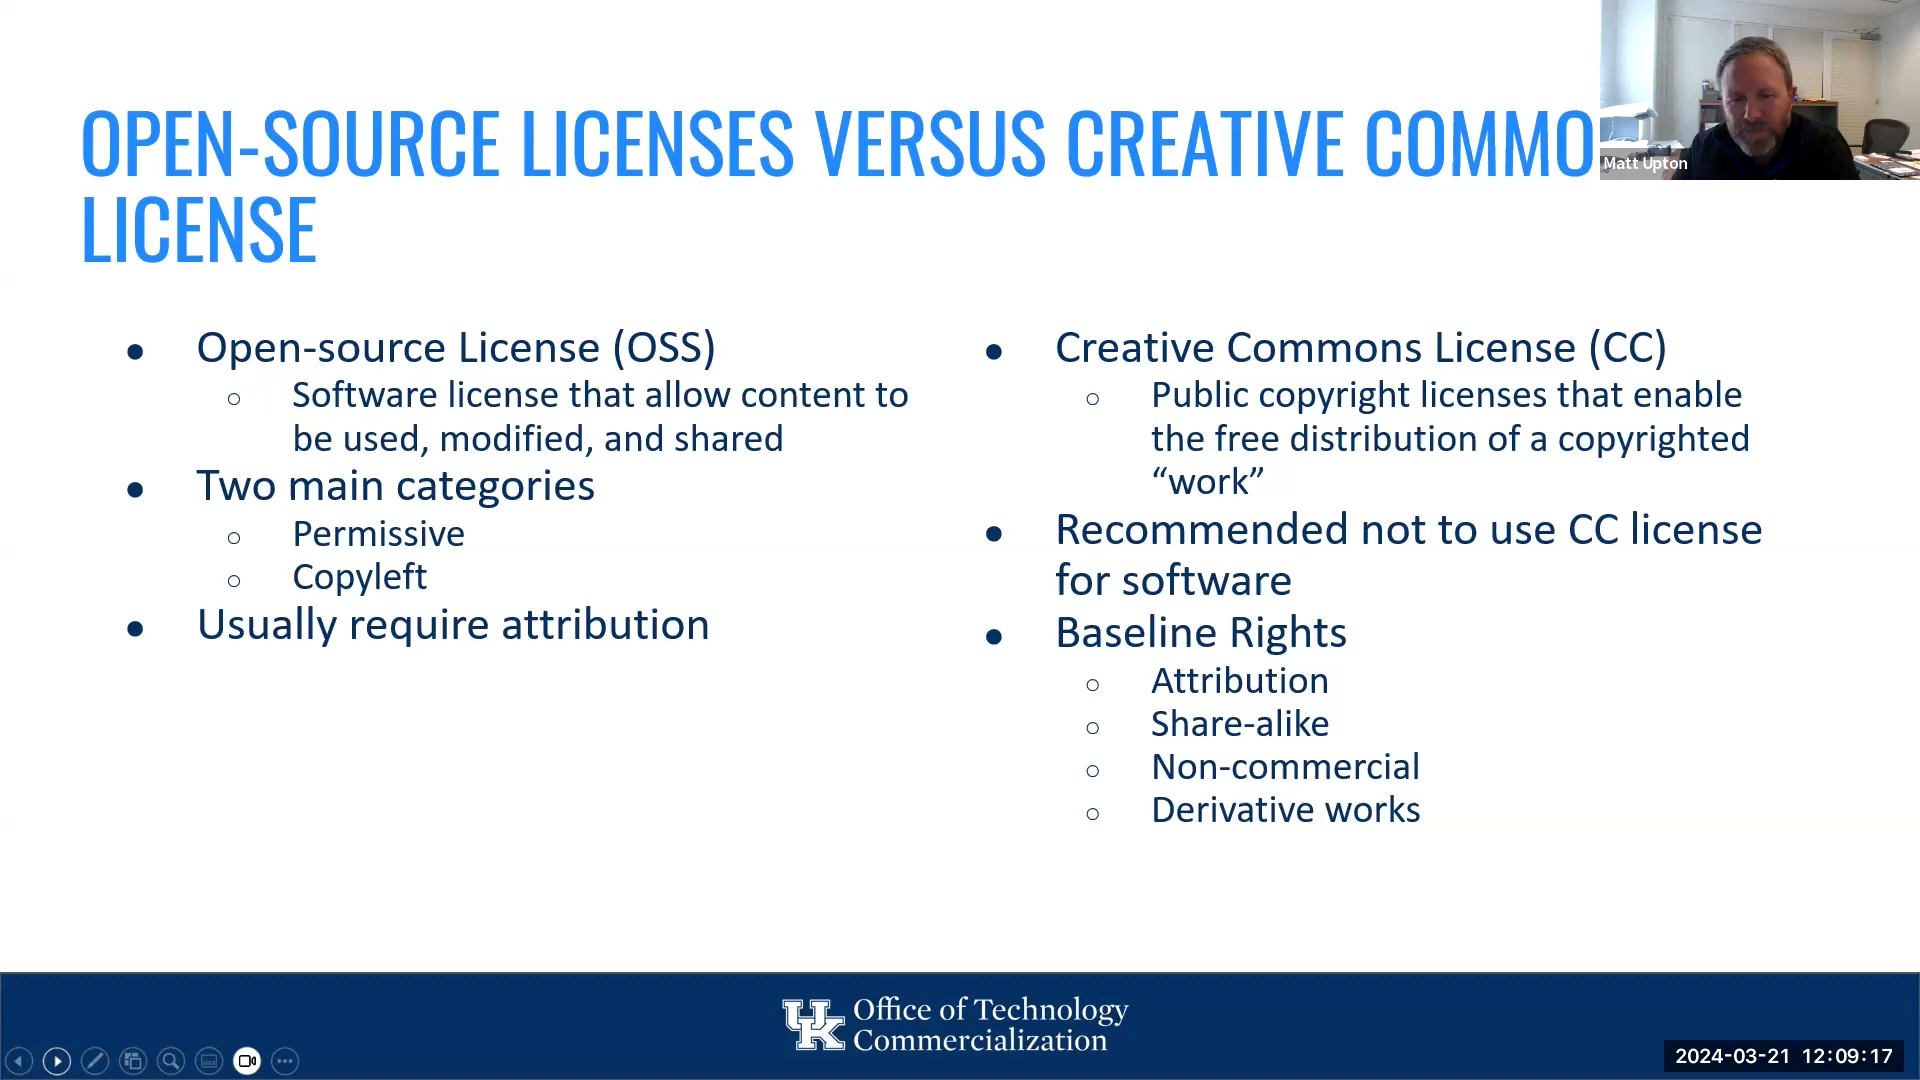 OPEN-SOURCE LICENSES VERSUS CREATIVE COMMO
LICENSE
Matt Upton
● Open-source License (OSS)
○ Software license that allow content to
be used, modified, and shared
● Two main categories
○ Permissive
○ Copyleft
● Usually require attribution
● Creative Commons License (CC)
○ Public copyright licenses that enable
the free distribution of a copyrighted
“work”
● Recommended not to use CC license
for software
● Baseline Rights
○ Attribution
○ Share-alike
○ Non-commercial
○ Derivative works
UK Office of Technology
Commercialization
2024-03-21 12:09:17